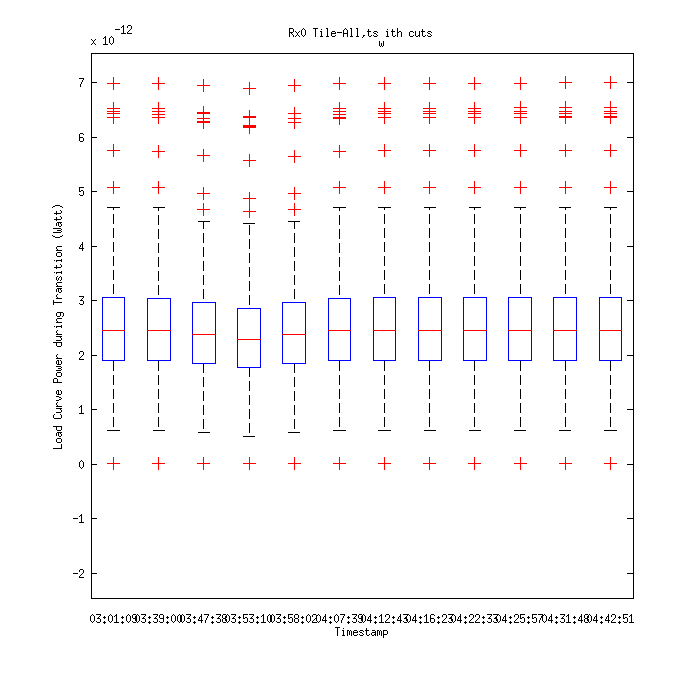 Rx0 Tile-All,ts ith cuts
w
x 10^-12
7
6
5
4
3
2
1
0
-1
-2
Load Curve Power during Transition (Watt)
03:01:09 03:39:00 03:47:38 03:53:10 03:58:02 04:07:39 04:12:43 04:16:23 04:22:33 04:25:57 04:31:48 04:42:51
Timestamp